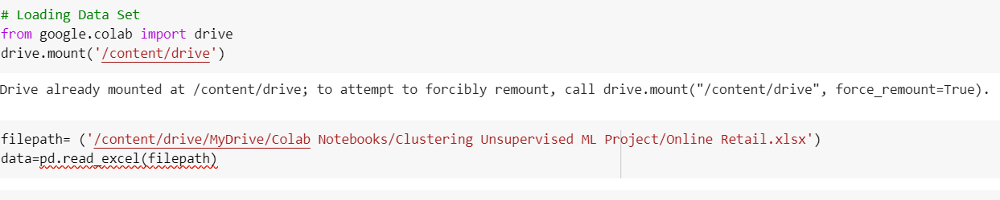 # Loading Data Set
from google.colab import drive
drive.mount('/content/drive')
Drive already mounted at /content/drive; to attempt to forcibly remount, call drive.mount("/content/drive", force_remount=True).
filepath= ('/content/drive/MyDrive/Colab Notebooks/Clustering Unsupervised ML Project/Online Retail.xlsx')
data=pd.read_excel(filepath)